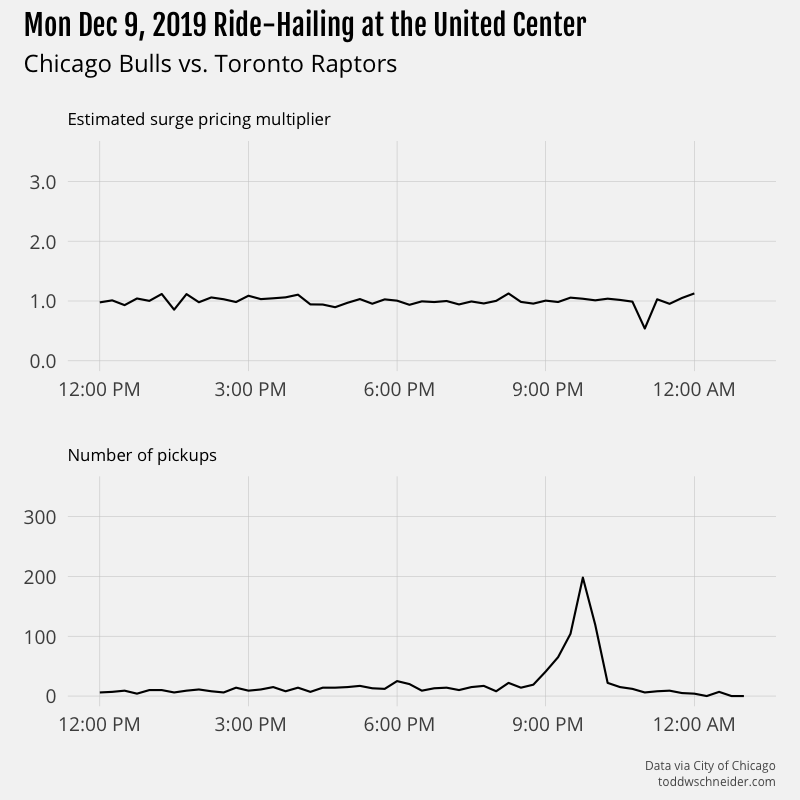 Mon Dec 9, 2019 Ride-Hailing at the United Center
Chicago Bulls vs. Toronto Raptors
Estimated surge pricing multiplier
3.0
2.0
1.0
0.0
12:00 PM 3:00 PM 6:00 PM 9:00 PM 12:00 AM
Number of pickups
300
200
100
0
12:00 PM 3:00 PM 6:00 PM 9:00 PM 12:00 AM
Data via City of Chicago
toddwschneider.com